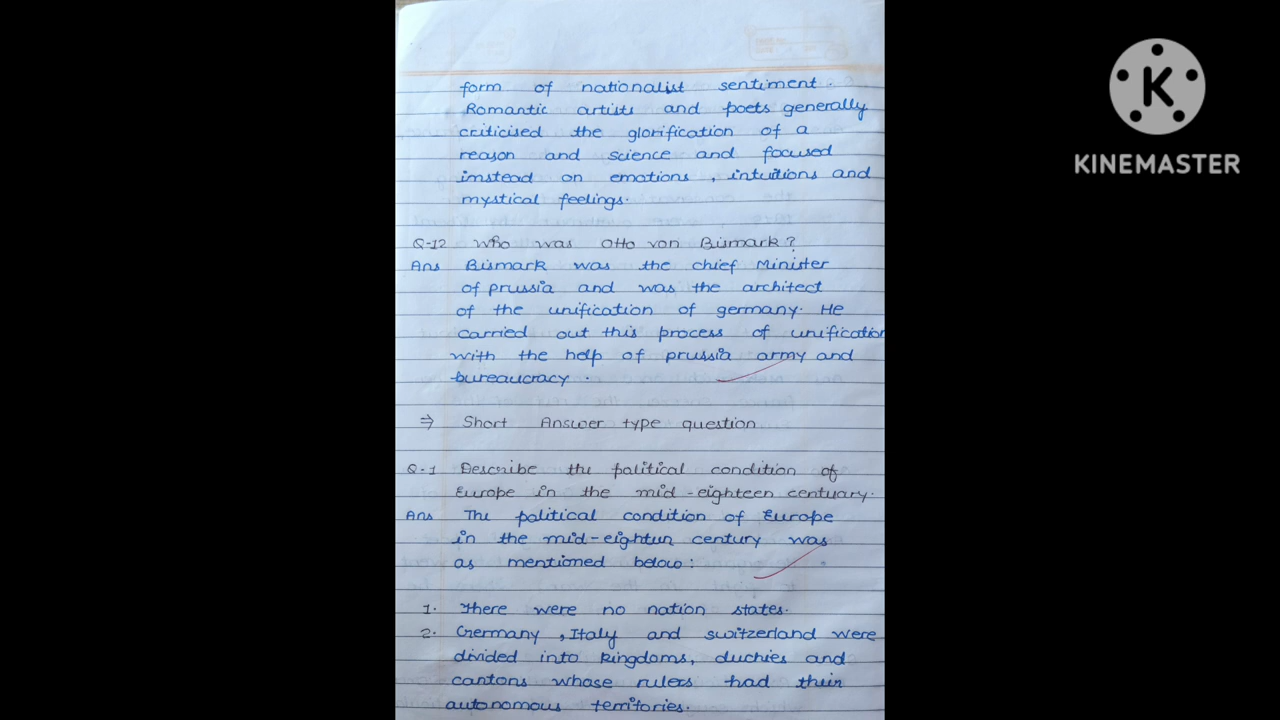 form of nationalist sentiment.
Romantic artists and poets generally
criticised the glorification of a
reason and science and focused
instead on emotions, intuitions and
mystical feelings.
Q-12 Who was Otto von Bismark?
Ans Bismark was the chief Minister
of prussia and was the architect
of the unification of germany. He
carried out this process of unification
with the help of prussia army and
bureaucracy.
⇒ Short Answer type question
Q-1 Describe the political condition of
Europe in the mid-eighteen centuary.
Ans The political condition of Europe
in the mid-eighteen century was
as mentioned below:
1. There were no nation states.
2. Germany, Italy and switzerland were
divided into kingdoms, duchies and
cantons whose rulers had their
autonomous territories.
K
KINEMASTER